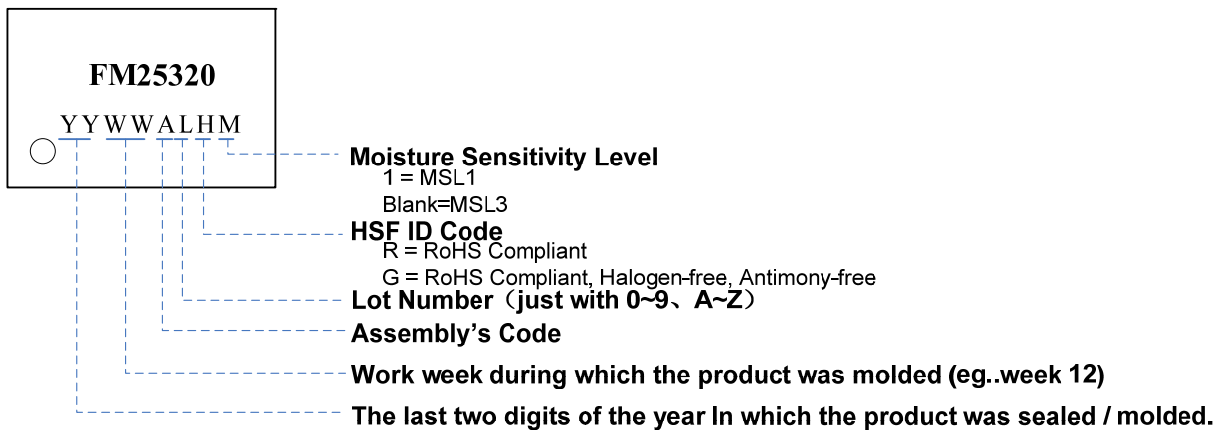 FM25320
YYWWALHM
Moisture Sensitivity Level
1 = MSL1
Blank=MSL3
HSF ID Code
R = RoHS Compliant
G = RoHS Compliant, Halogen-free, Antimony-free
Lot Number（just with 0~9、A~Z）
Assembly's Code
Work week during which the product was molded (eg..week 12)
The last two digits of the year In which the product was sealed / molded.